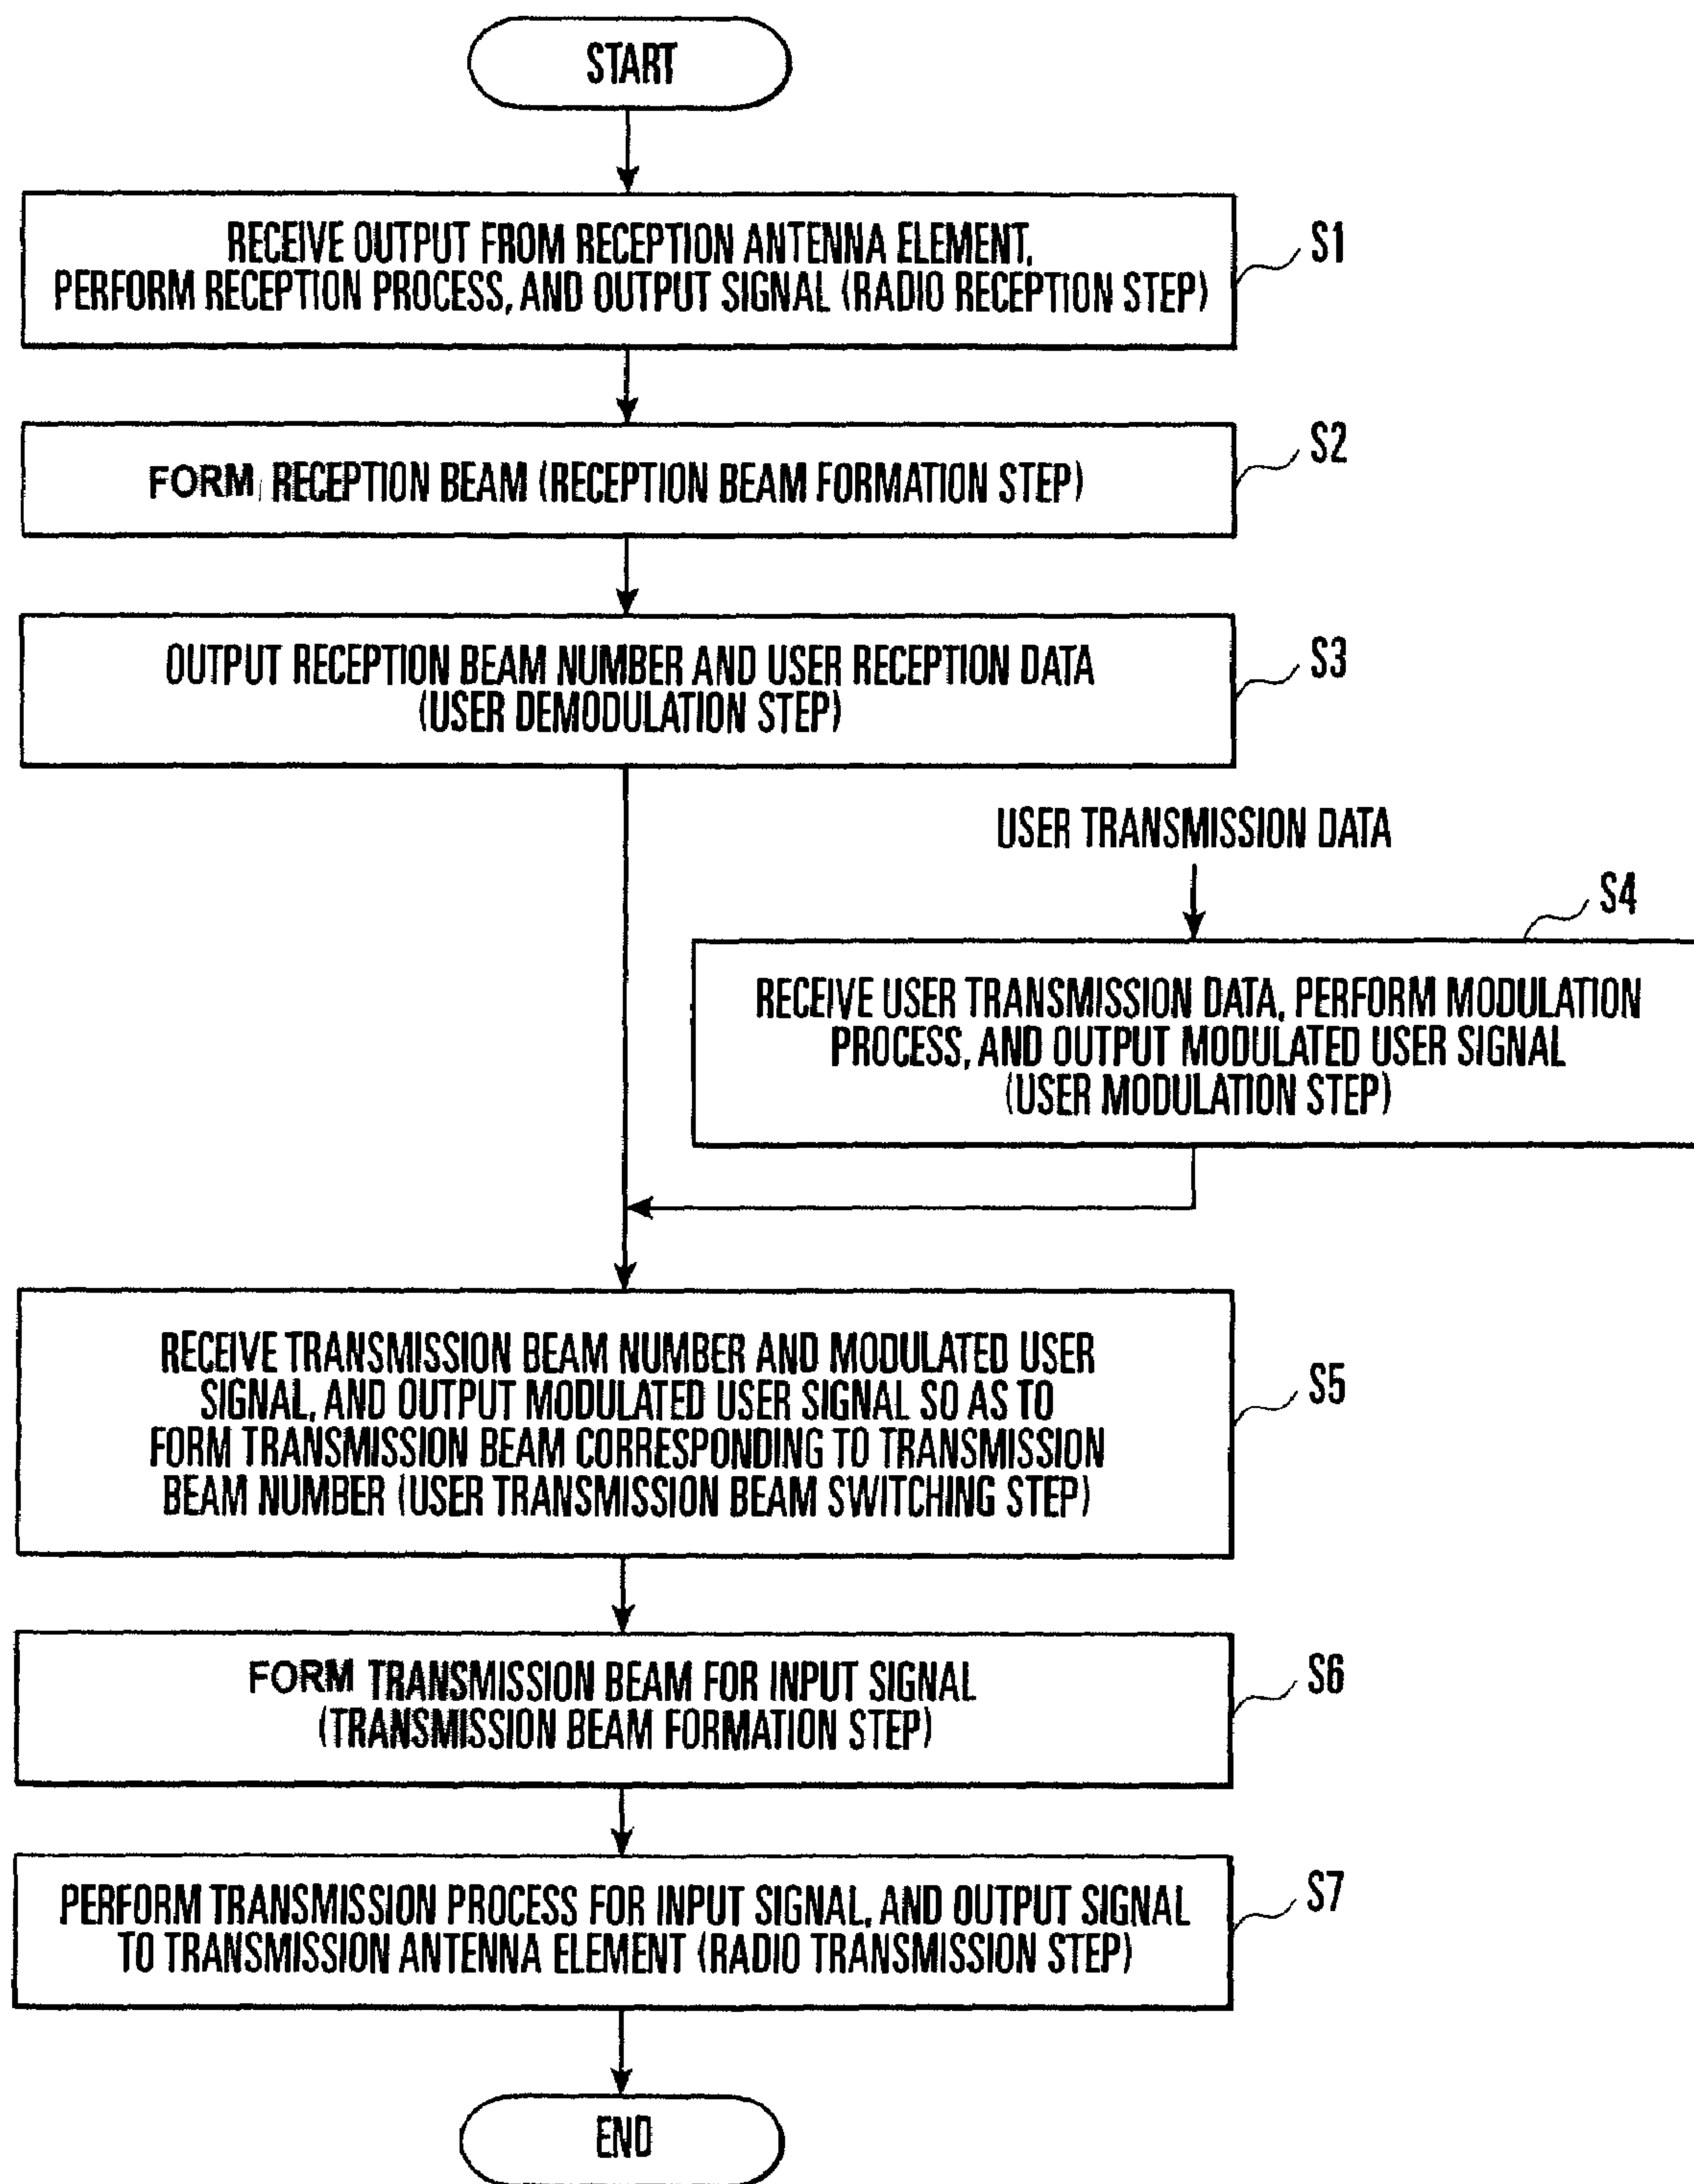 START
RECEIVE OUTPUT FROM RECEPTION ANTENNA ELEMENT,
PERFORM RECEPTION PROCESS, AND OUTPUT SIGNAL (RADIO RECEPTION STEP)
S1
FORM RECEPTION BEAM (RECEPTION BEAM FORMATION STEP)
S2
OUTPUT RECEPTION BEAM NUMBER AND USER RECEPTION DATA
(USER DEMODULATION STEP)
S3
USER TRANSMISSION DATA
S4
RECEIVE USER TRANSMISSION DATA, PERFORM MODULATION
PROCESS, AND OUTPUT MODULATED USER SIGNAL
(USER MODULATION STEP)
RECEIVE TRANSMISSION BEAM NUMBER AND MODULATED USER
SIGNAL, AND OUTPUT MODULATED USER SIGNAL SO AS TO
FORM TRANSMISSION BEAM CORRESPONDING TO TRANSMISSION
BEAM NUMBER (USER TRANSMISSION BEAM SWITCHING STEP)
S5
FORM TRANSMISSION BEAM FOR INPUT SIGNAL
(TRANSMISSION BEAM FORMATION STEP)
S6
PERFORM TRANSMISSION PROCESS FOR INPUT SIGNAL, AND OUTPUT SIGNAL
TO TRANSMISSION ANTENNA ELEMENT (RADIO TRANSMISSION STEP)
S7
END